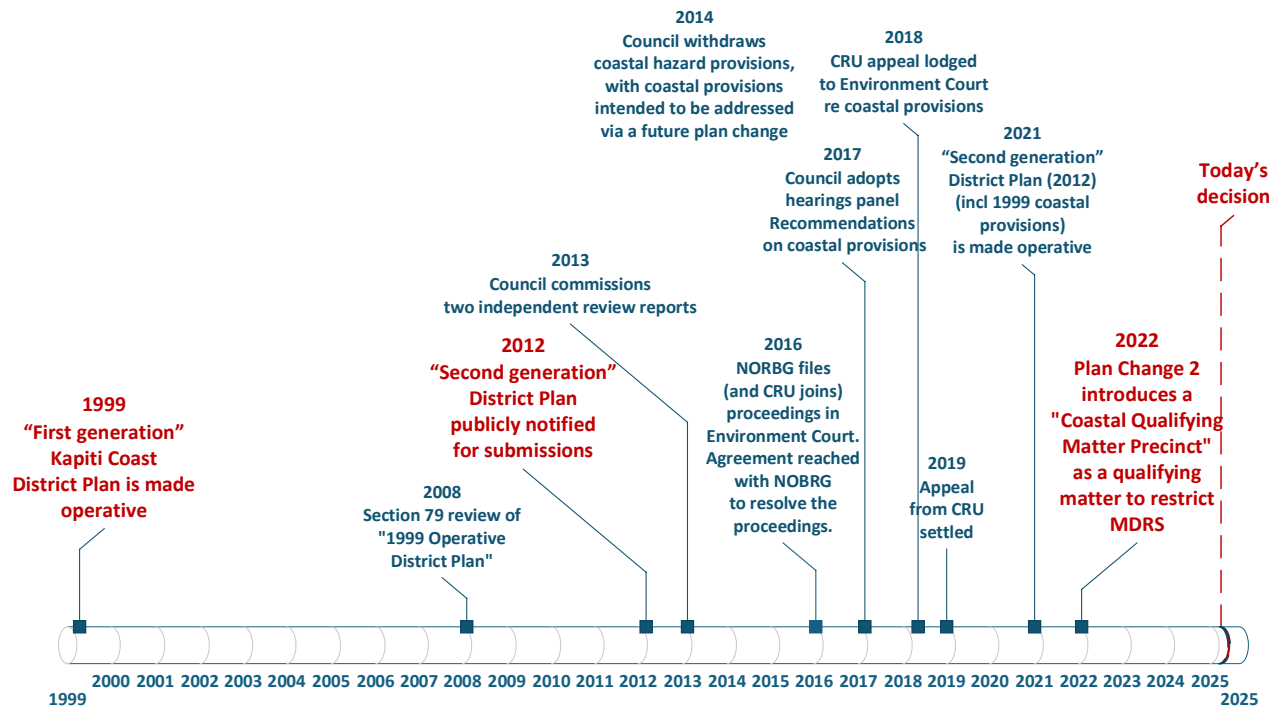 1999
“First generation”
Kapiti Coast
District Plan is made
operative
2008
Section 79 review of
"1999 Operative
District Plan"
2012
“Second generation”
District Plan
publicly notified
for submissions
2013
Council commissions
two independent review reports
2014
Council withdraws
coastal hazard provisions,
with coastal provisions
intended to be addressed
via a future plan change
2016
NORBG files
(and CRU joins)
proceedings in
Environment Court.
Agreement reached
with NOBRG
to resolve the
proceedings.
2017
Council adopts
hearings panel
Recommendations
on coastal provisions
2018
CRU appeal lodged
to Environment Court
re coastal provisions
2019
Appeal
from CRU
settled
2021
“Second generation”
District Plan (2012)
(incl 1999 coastal
provisions)
is made operative
2022
Plan Change 2
introduces a
"Coastal Qualifying
Matter Precinct"
as a qualifying
matter to restrict
MDRS
Today’s
decision
2000 2001 2002 2003 2004 2005 2006 2007 2008 2009 2010 2011 2012 2013 2014 2015 2016 2017 2018 2019 2020 2021 2022 2023 2024 2025
1999 2025